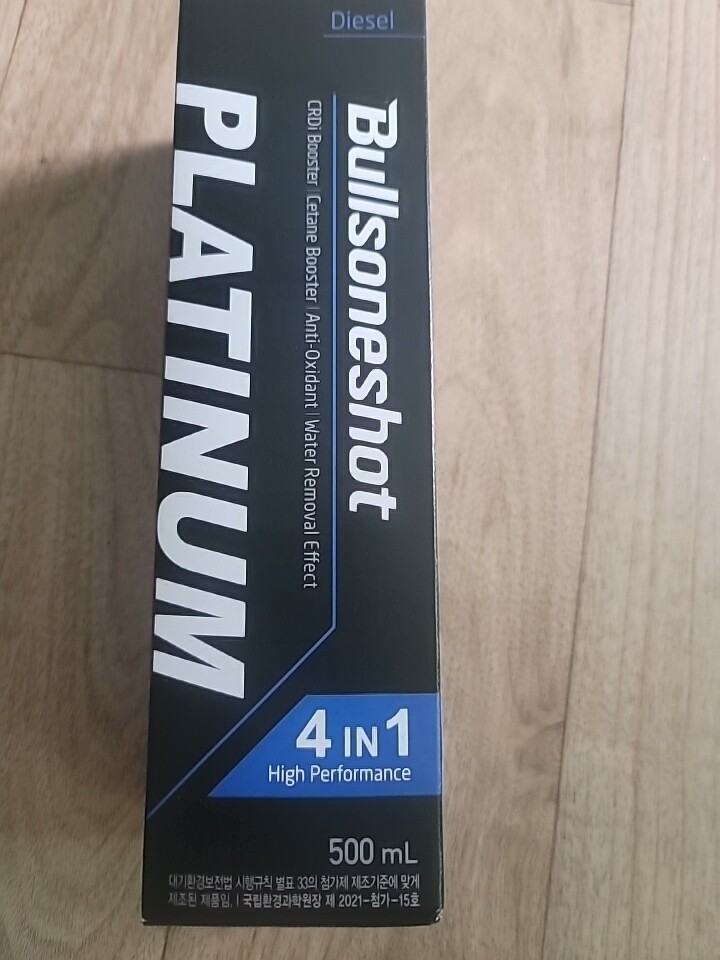 Diesel
Bullsoneshot
CRDi Booster | Cetane Booster | Anti-Oxidant | Water Removal Effect
PLATINUM
4 IN 1
High Performance
500 mL
대기환경보전법 시행규칙 별표 33의 첨가제 제조기준에 맞게
제조된 제품임. | 국립환경과학원장 제 2021-첨가-15호